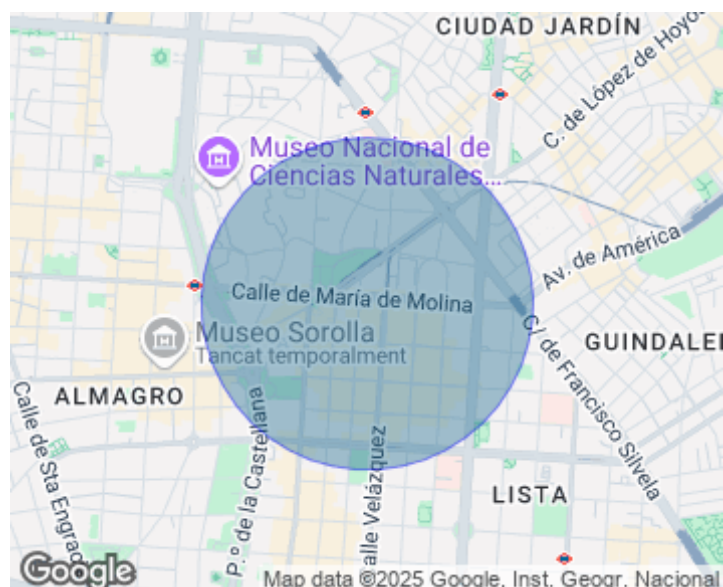 CIUDAD JARDÍN
C. de López de Hoyo
Museo Nacional de
Ciencias Naturales...
Av. de América
Calle de María de Molina
Museo Sorolla
Tancat temporalment
GUINDALE
C/ de Francisco Silvela
ALMAGRO
Calle de Sta Engrac
P.º de la Castellana
alle Velázquez
LISTA
Google
Map data ©2025 Google, Inst. Geogr. Nacional